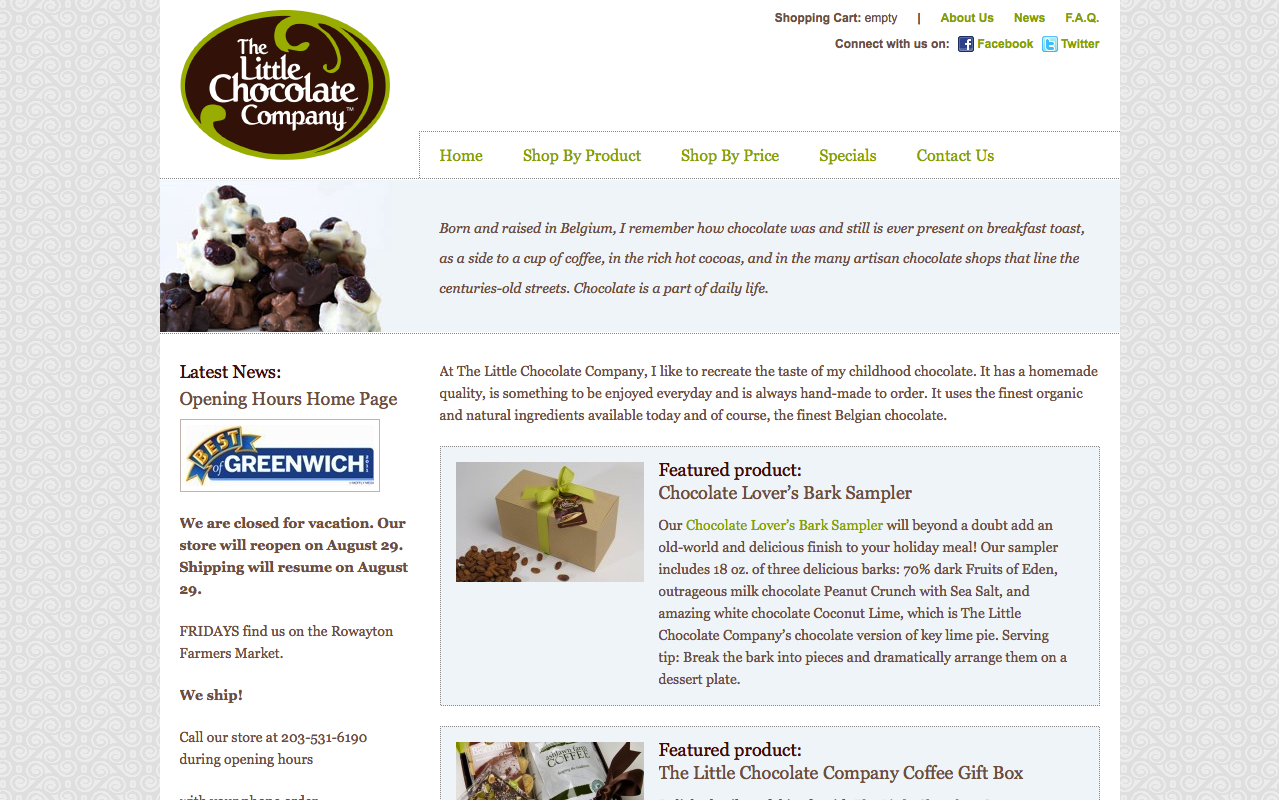 The
Little
Chocolate
Company™
Shopping Cart: empty | About Us News F.A.Q.
Connect with us on: Facebook Twitter
Home Shop By Product Shop By Price Specials Contact Us
Born and raised in Belgium, I remember how chocolate was and still is ever present on breakfast toast,
as a side to a cup of coffee, in the rich hot cocoas, and in the many artisan chocolate shops that line the
centuries-old streets. Chocolate is a part of daily life.
Latest News:
Opening Hours Home Page
BEST
of GREENWICH
We are closed for vacation. Our
store will reopen on August 29.
Shipping will resume on August
29.
FRIDAYS find us on the Rowayton
Farmers Market.
We ship!
Call our store at 203-531-6190
during opening hours
At The Little Chocolate Company, I like to recreate the taste of my childhood chocolate. It has a homemade
quality, is something to be enjoyed everyday and is always hand-made to order. It uses the finest organic
and natural ingredients available today and of course, the finest Belgian chocolate.
Featured product:
Chocolate Lover's Bark Sampler
Our Chocolate Lover's Bark Sampler will beyond a doubt add an
old-world and delicious finish to your holiday meal! Our sampler
includes 18 oz. of three delicious barks: 70% dark Fruits of Eden,
outrageous milk chocolate Peanut Crunch with Sea Salt, and
amazing white chocolate Coconut Lime, which is The Little
Chocolate Company's chocolate version of key lime pie. Serving
tip: Break the bark into pieces and dramatically arrange them on a
dessert plate.
COFFEE
Featured product:
The Little Chocolate Company Coffee Gift Box